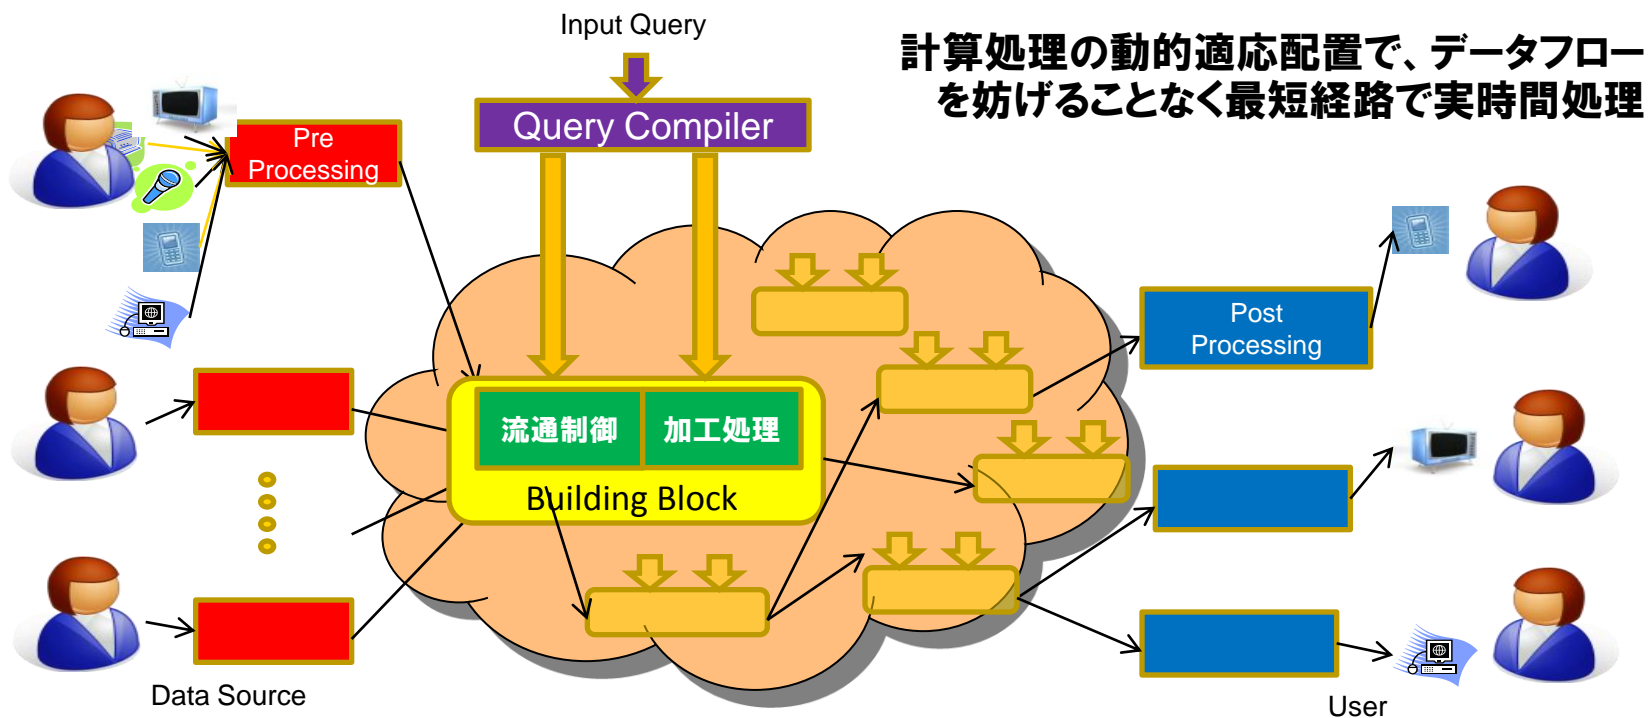 Input Query
計算処理の動的適応配置で、データフロー
を妨げることなく最短経路で実時間処理
Query Compiler
Pre
Processing
Post
Processing
流通制御
加工処理
Building Block
Data Source
User